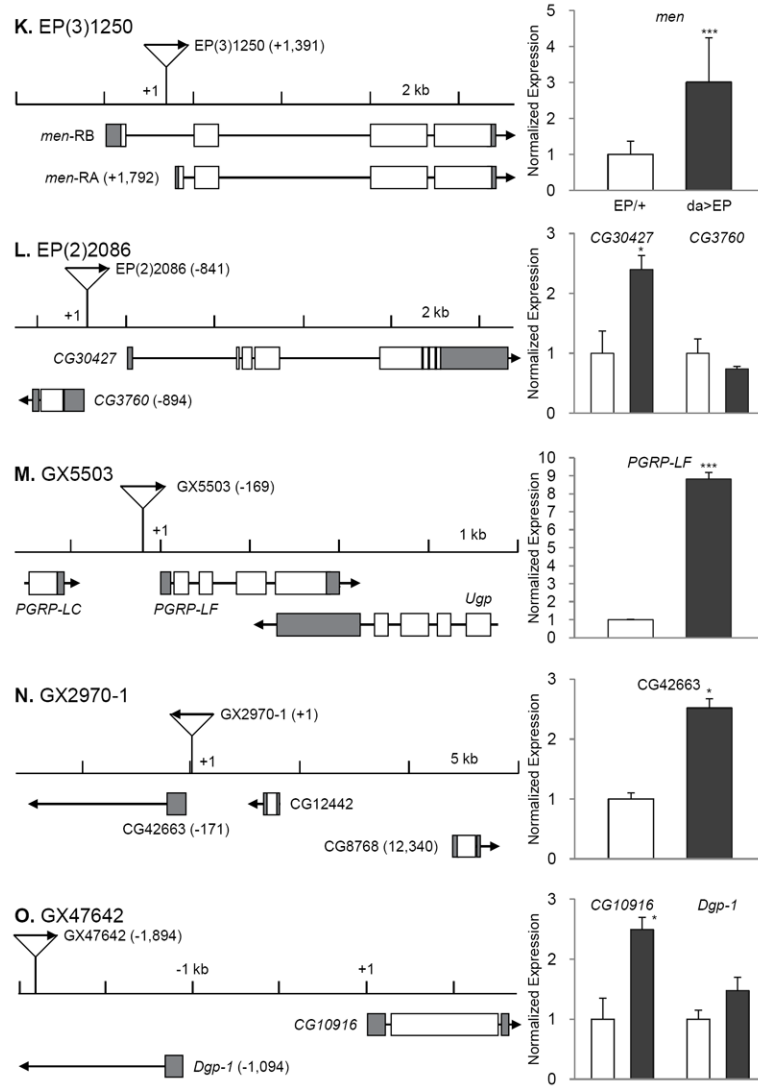 K. EP(3)1250
EP(3)1250 (+1,391)
+1
2 kb
men-RB
men-RA (+1,792)
Normalized Expression
5
4
3
2
1
0
men
***
EP/+
da>EP
L. EP(2)2086
EP(2)2086 (-841)
+1
2 kb
CG30427
CG3760 (-894)
Normalized Expression
3
2
1
0
CG30427
CG3760
*
M. GX5503
GX5503 (-169)
+1
1 kb
PGRP-LC
PGRP-LF
Ugp
Normalized Expression
10
9
8
7
6
5
4
3
2
1
0
PGRP-LF
***
N. GX2970-1
GX2970-1 (+1)
+1
5 kb
CG42663 (-171)
CG12442
CG8768 (12,340)
Normalized Expression
3
2
1
0
CG42663
*
O. GX47642
GX47642 (-1,894)
-1 kb
+1
CG10916
Dgp-1 (-1,094)
Normalized Expression
3
2
1
0
CG10916
Dgp-1
*